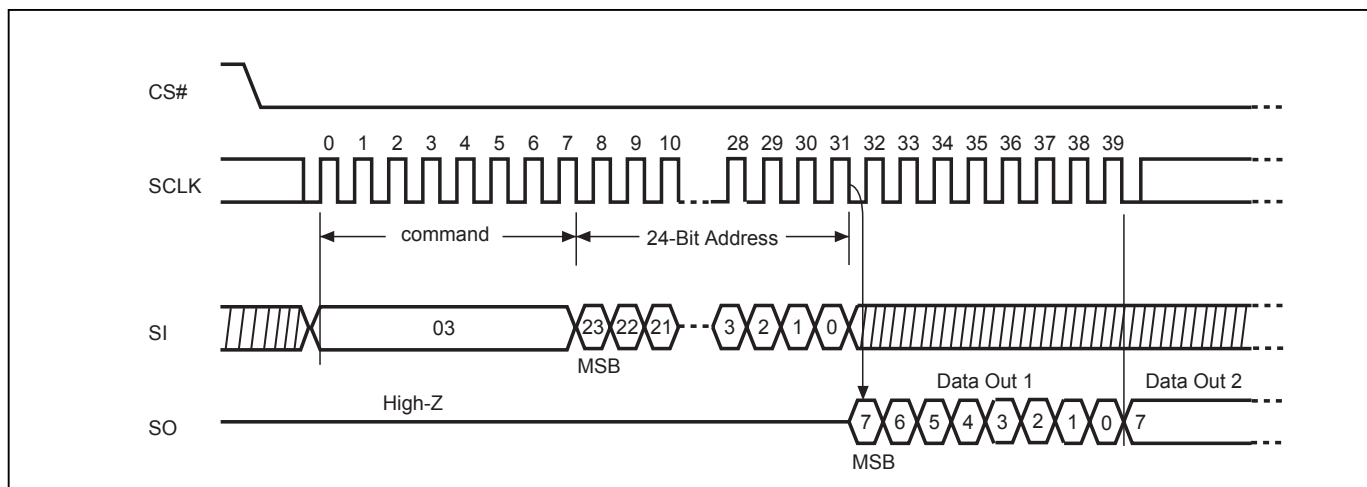 CS#
0 1 2 3 4 5 6 7 8 9 10 28 29 30 31 32 33 34 35 36 37 38 39
SCLK
command 24-Bit Address
SI 03 23 22 21 3 2 1 0
MSB
Data Out 1 Data Out 2
High-Z
SO 7 6 5 4 3 2 1 0 7
MSB